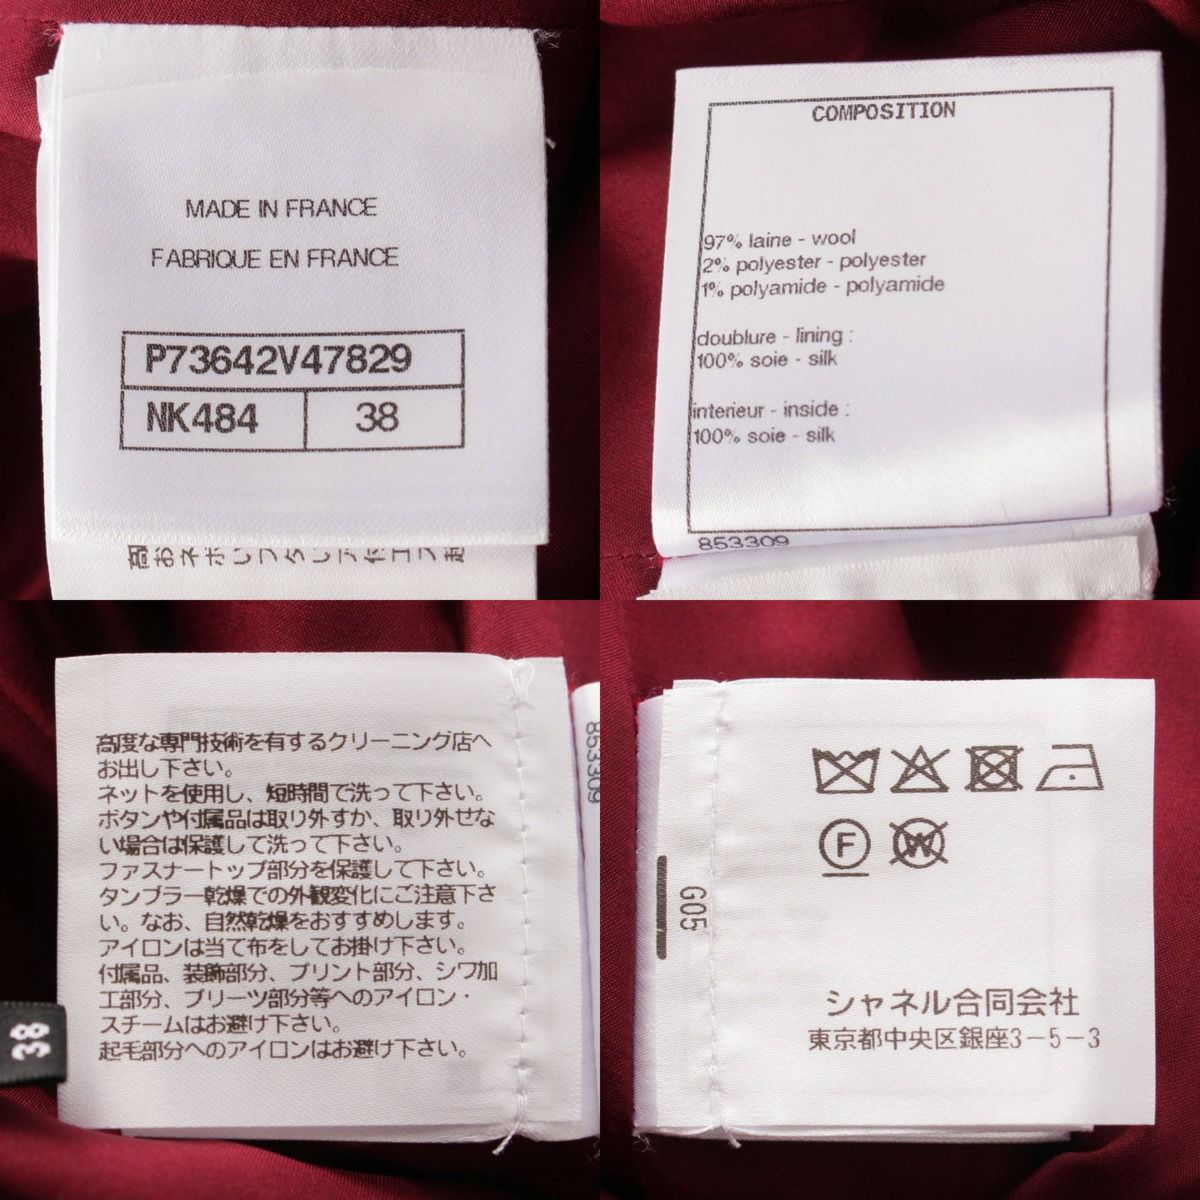 MADE IN FRANCE
FABRIQUE EN FRANCE
P73642V47829
NK484 38
COMPOSITION
97% laine - wool
2% polyester - polyester
1% polyamide - polyamide
doublure - lining :
100% soie - silk
interieur - inside :
100% soie - silk
853309
高度な専門技術を有するクリーニング店へ
お出し下さい。
ネットを使用し、短時間で洗って下さい。
ボタンや付属品は取り外すか、取り外せな
い場合は保護して洗って下さい。
ファスナートップ部分を保護して下さい。
タンブラー乾燥での外観変化にご注意下さ
い。なお、自然乾燥をおすすめします。
アイロンは当て布をしてお掛け下さい。
付属品、装飾部分、プリント部分、シワ加
工部分、プリーツ部分等へのアイロン・
スチームはお避け下さい。
起毛部分へのアイロンはお避け下さい。
853309
38
F W
G05
シャネル合同会社
東京都中央区銀座3-5-3